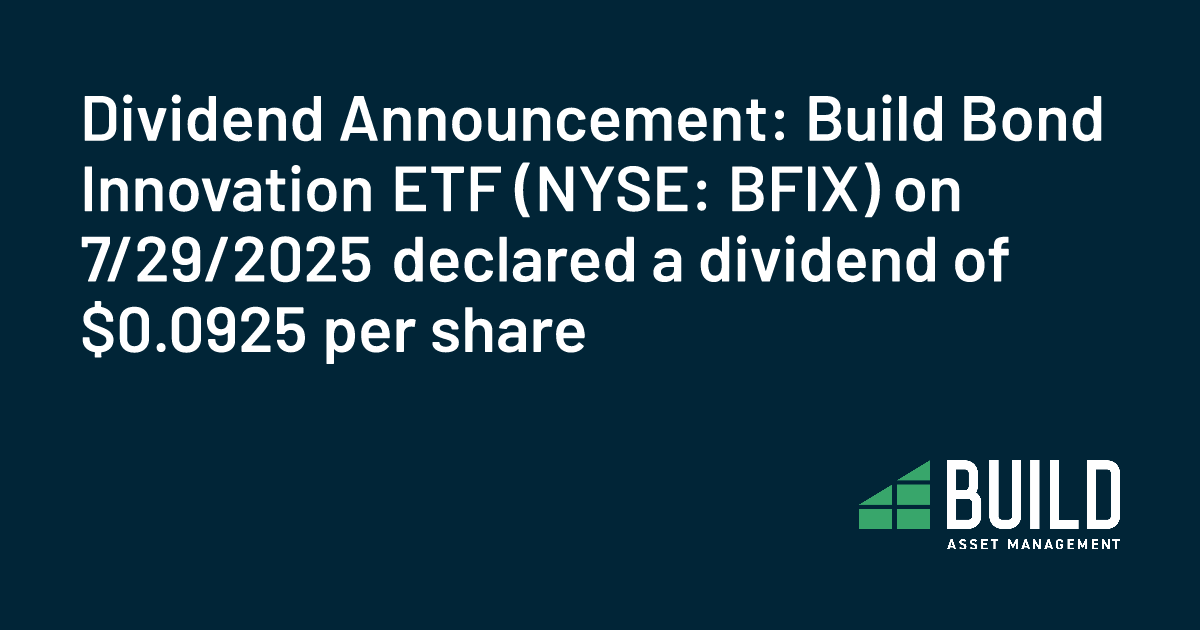 Dividend Announcement: Build Bond
Innovation ETF (NYSE: BFIX) on
7/29/2025 declared a dividend of
$0.0925 per share
BUILD
ASSET MANAGEMENT